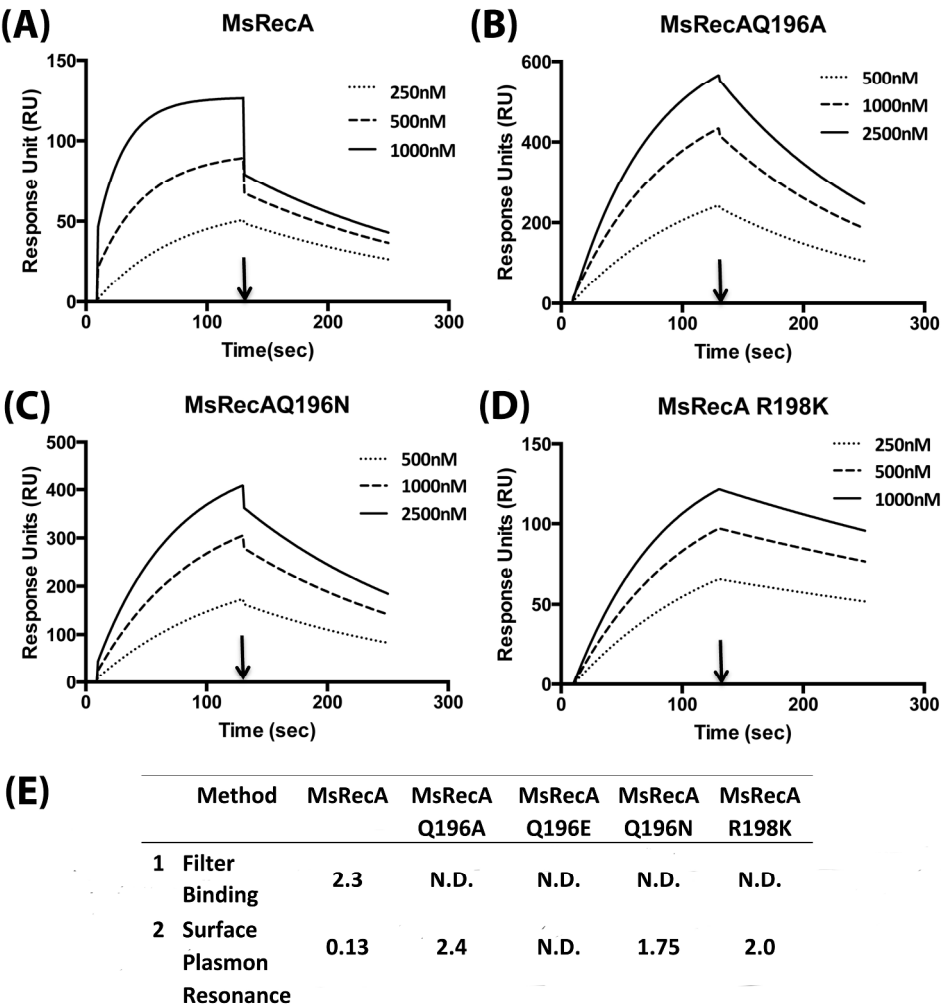 (A)
MsRecA
150
100
50
0
Response Unit (RU)
250nM
500nM
1000nM
0
100
200
300
Time(sec)
(B)
MsRecAQ196A
600
400
200
0
Response Units (RU)
500nM
1000nM
2500nM
0
100
200
300
Time (sec)
(C)
MsRecAQ196N
500
400
300
200
100
0
Response Units (RU)
500nM
1000nM
2500nM
0
100
200
300
Time (sec)
(D)
MsRecA R198K
150
100
50
0
Response Units (RU)
250nM
500nM
1000nM
0
100
200
300
Time (sec)
(E)
Method MsRecA MsRecA MsRecA MsRecA MsRecA
Q196A Q196E Q196N R198K
1 Filter
Binding 2.3 N.D. N.D. N.D. N.D.
2 Surface
Plasmon 0.13 2.4 N.D. 1.75 2.0
Resonance